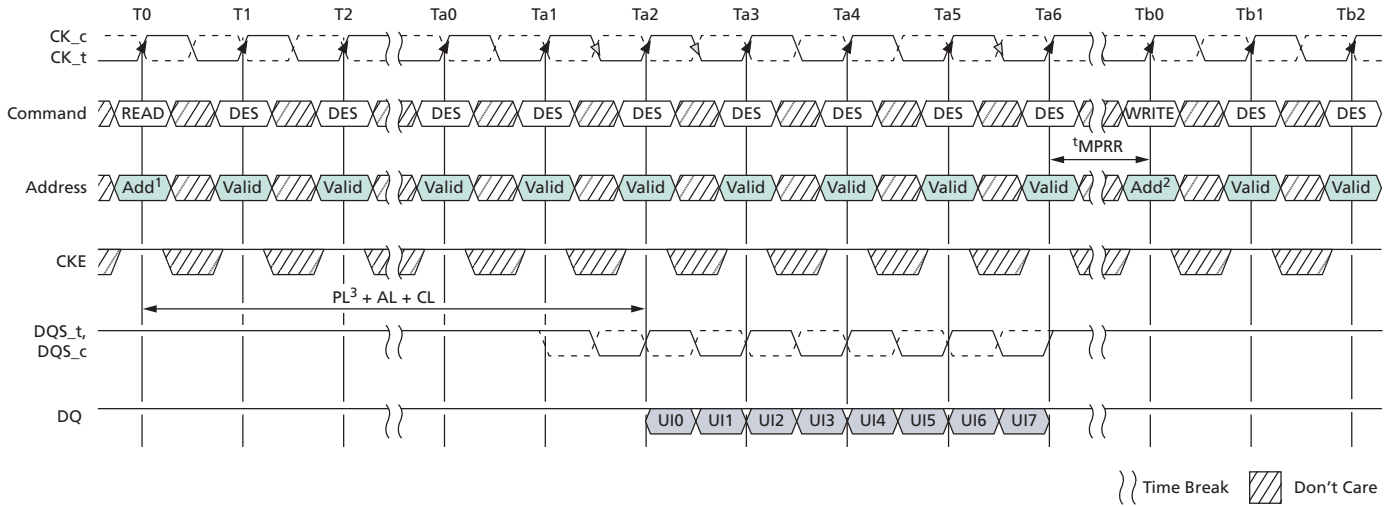 T0 T1 T2 Ta0 Ta1 Ta2 Ta3 Ta4 Ta5 Ta6 Tb0 Tb1 Tb2
CK_c
CK_t
Command READ DES DES DES DES DES DES DES DES DES WRITE DES DES
tMPRR
Address Add1 Valid Valid Valid Valid Valid Valid Valid Valid Valid Add2 Valid Valid
CKE
PL3 + AL + CL
DQS_t,
DQS_c
DQ UI0 UI1 UI2 UI3 UI4 UI5 UI6 UI7
Time Break Don't Care